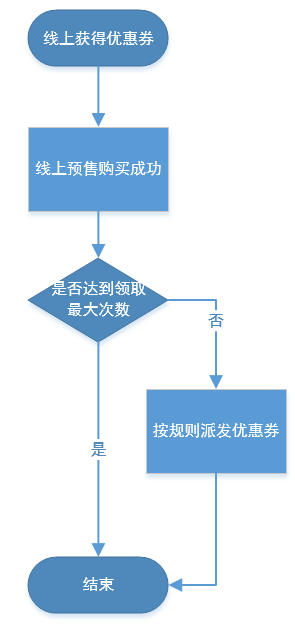 线上获得优惠券
线上预售购买成功
是否达到领取
最大次数
否
按规则派发优惠券
是
结束